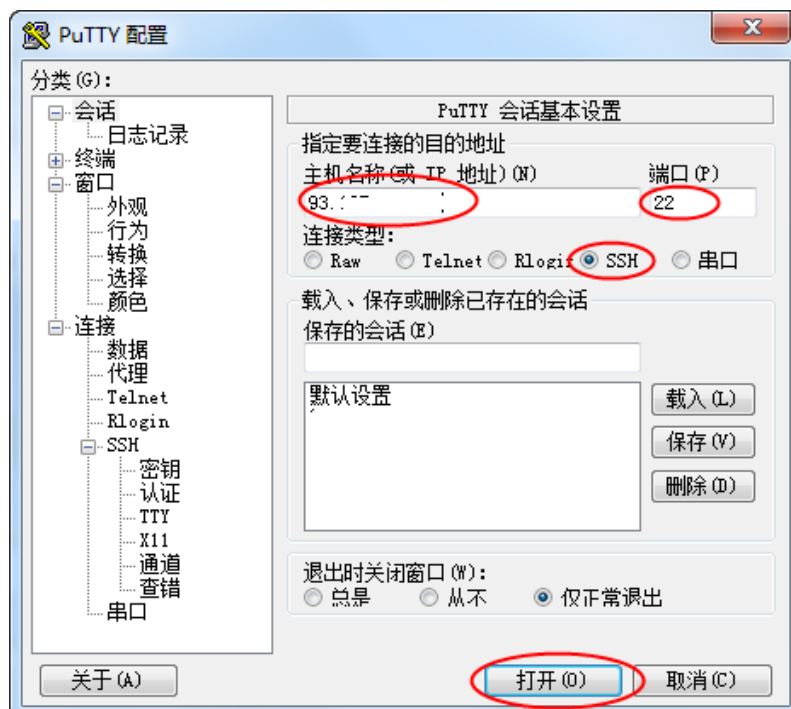 PuTTY 配置
分类(G):
会话
日志记录
终端
窗口
外观
行为
转换
选择
颜色
连接
数据
代理
Telnet
Rlogin
SSH
密钥
认证
TTY
X11
通道
查错
串口
PuTTY 会话基本设置
指定要连接的目的地址
主机名称(或 IP 地址)(N) 端口(P)
93. 22
连接类型:
Raw Telnet Rlogin SSH 串口
载入、保存或删除已存在的会话
保存的会话(E)
默认设置
载入(L)
保存(V)
删除(D)
退出时关闭窗口(W):
总是 从不 仅正常退出
关于(A) 打开(O) 取消(C)